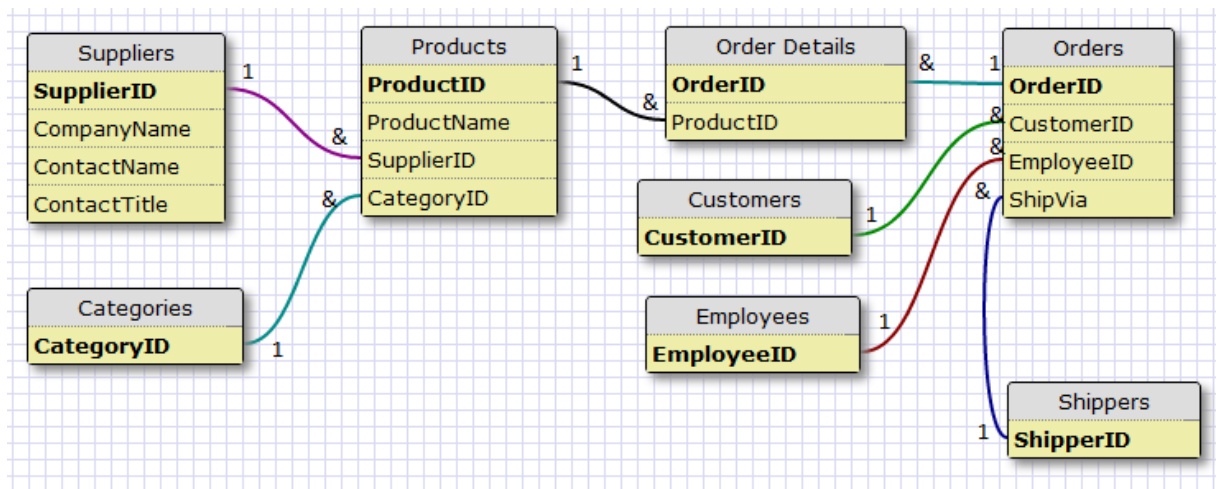 Suppliers
SupplierID
CompanyName
ContactName
ContactTitle
1
&
Products
ProductID
ProductName
SupplierID
CategoryID
1
&
Order Details
OrderID
ProductID
&
1
Orders
OrderID
CustomerID
EmployeeID
ShipVia
&
&
&
Customers
CustomerID
1
Categories
CategoryID
1
&
Employees
EmployeeID
1
Shippers
ShipperID
1